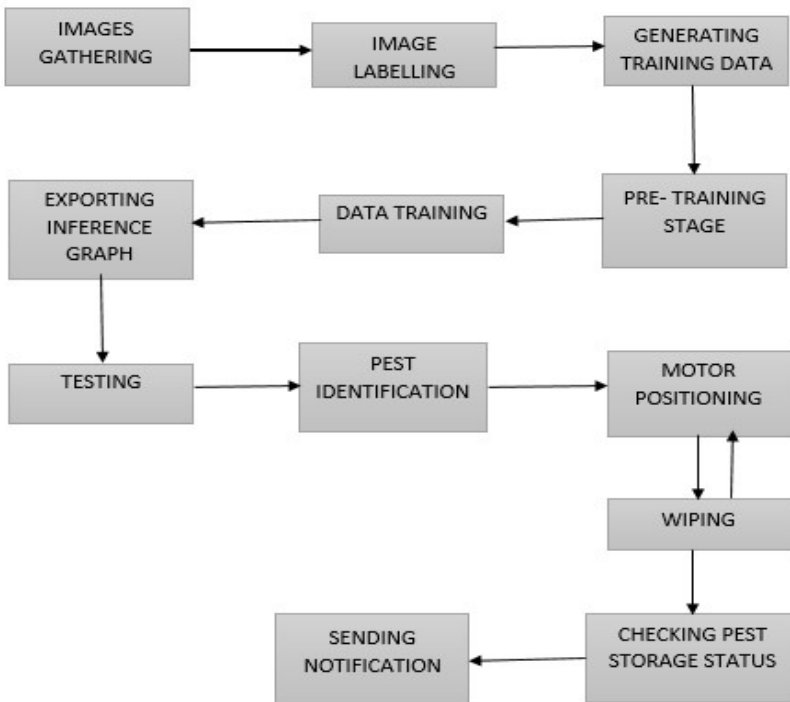 IMAGES
GATHERING
IMAGE
LABELLING
GENERATING
TRAINING DATA
PRE- TRAINING
STAGE
DATA TRAINING
EXPORTING
INFERENCE
GRAPH
TESTING
PEST
IDENTIFICATION
MOTOR
POSITIONING
WIPING
CHECKING PEST
STORAGE STATUS
SENDING
NOTIFICATION